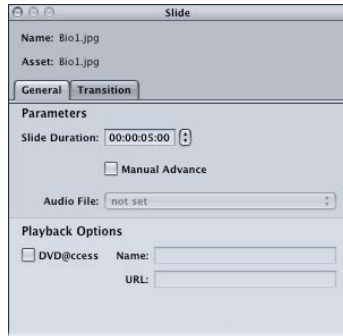 Slide
Name: Bio1.jpg
Asset: Bio1.jpg
General Transition
Parameters
Slide Duration: 00:00:05:00
Manual Advance
Audio File: not set
Playback Options
DVD@ccess Name:
URL: